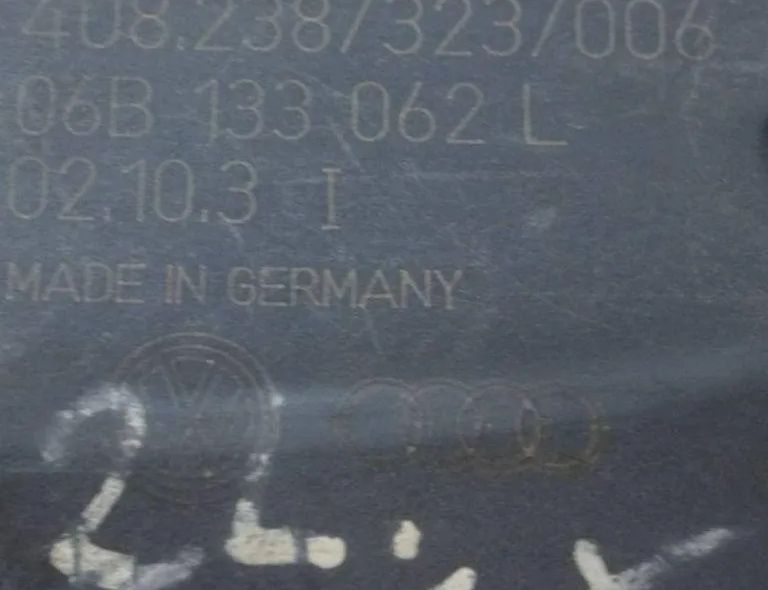 408.238/323/006
06B 133 062 L
02.10.3 I
MADE IN GERMANY